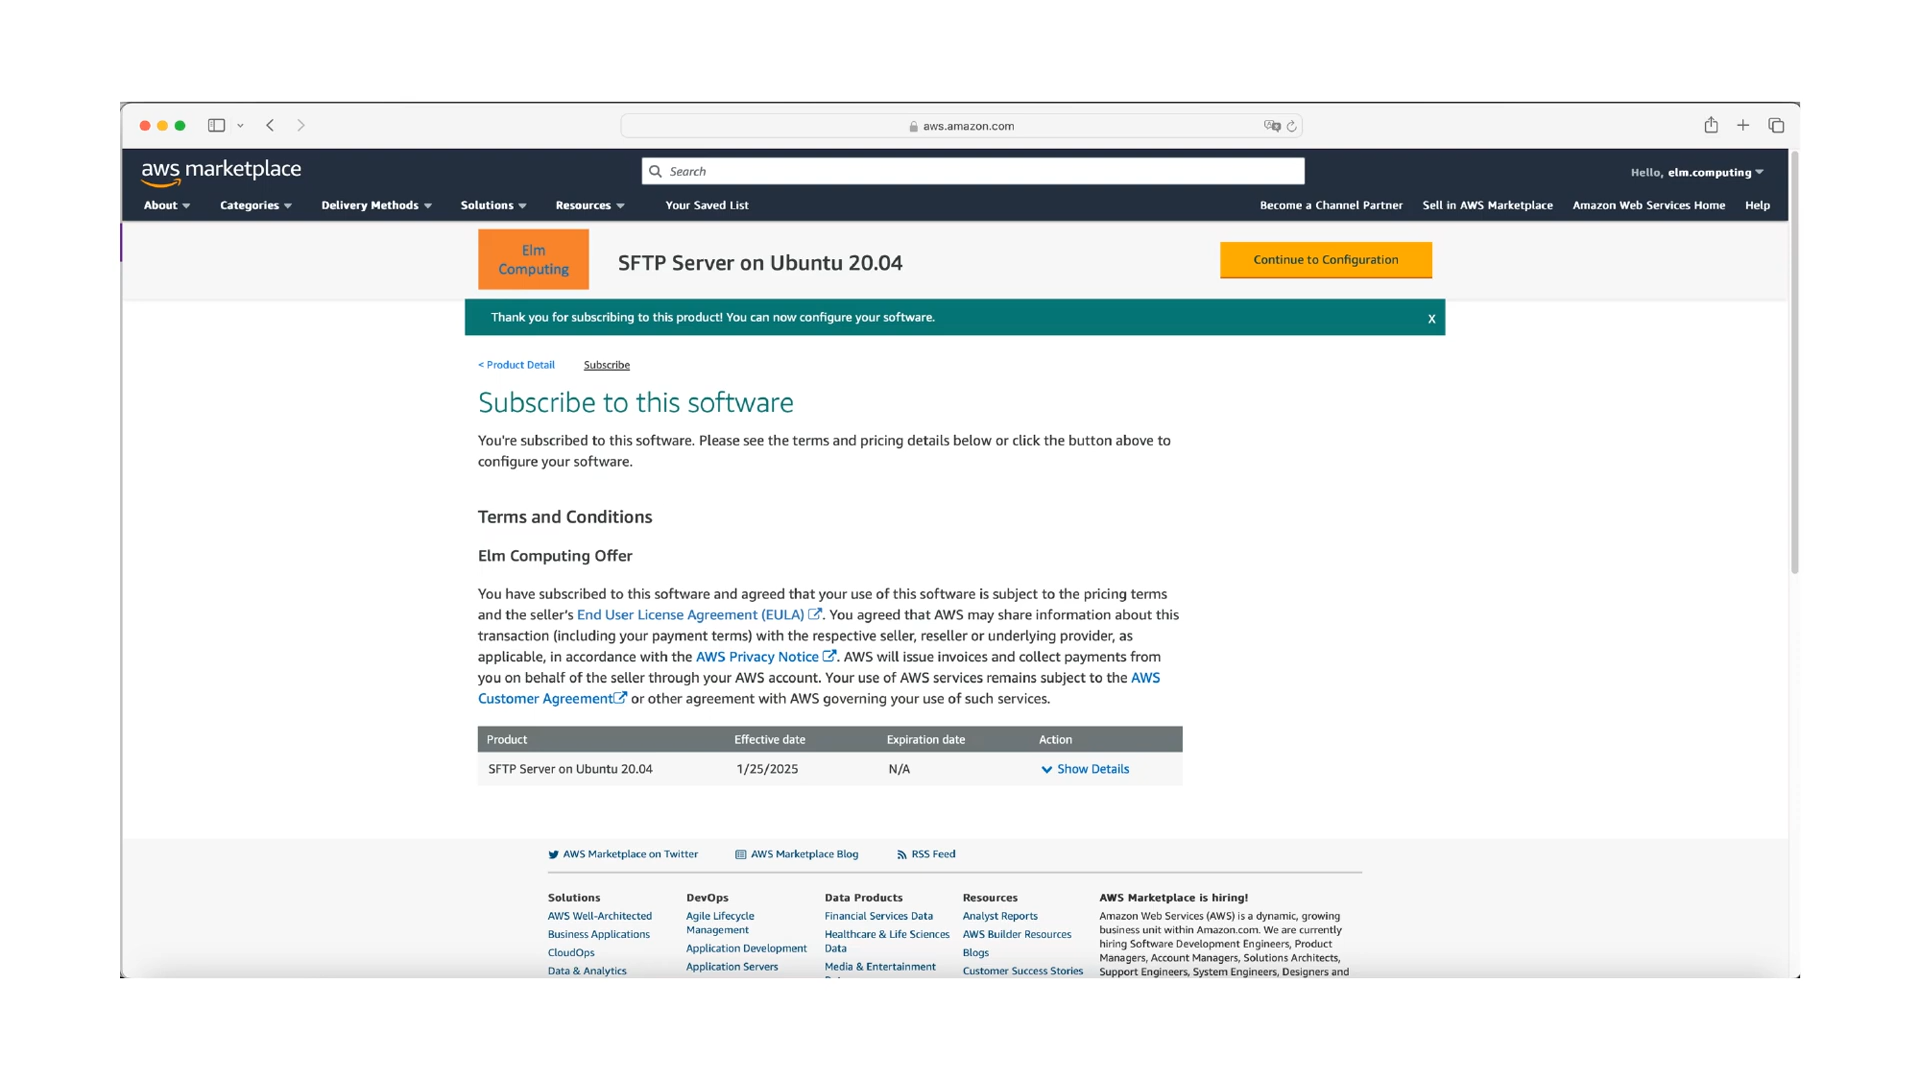 aws.amazon.com
aws marketplace
Search
Hello, elm.computing
About
Categories
Delivery Methods
Solutions
Resources
Your Saved List
Become a Channel Partner
Sell in AWS Marketplace
Amazon Web Services Home
Help
Elm
Computing
SFTP Server on Ubuntu 20.04
Continue to Configuration
Thank you for subscribing to this product! You can now configure your software.
x
< Product Detail
Subscribe
Subscribe to this software
You're subscribed to this software. Please see the terms and pricing details below or click the button above to
configure your software.
Terms and Conditions
Elm Computing Offer
You have subscribed to this software and agreed that your use of this software is subject to the pricing terms
and the seller's End User License Agreement (EULA). You agreed that AWS may share information about this
transaction (including your payment terms) with the respective seller, reseller or underlying provider, as
applicable, in accordance with the AWS Privacy Notice. AWS will issue invoices and collect payments from
you on behalf of the seller through your AWS account. Your use of AWS services remains subject to the AWS
Customer Agreement or other agreement with AWS governing your use of such services.
Product Effective date Expiration date Action
SFTP Server on Ubuntu 20.04 1/25/2025 N/A Show Details
AWS Marketplace on Twitter
AWS Marketplace Blog
RSS Feed
Solutions
AWS Well-Architected
Business Applications
CloudOps
Data & Analytics
DevOps
Agile Lifecycle
Management
Application Development
Application Servers
Data Products
Financial Services Data
Healthcare & Life Sciences
Data
Media & Entertainment
Resources
Analyst Reports
AWS Builder Resources
Blogs
Customer Success Stories
AWS Marketplace is hiring!
Amazon Web Services (AWS) is a dynamic, growing
business unit within Amazon.com. We are currently
hiring Software Development Engineers, Product
Managers, Account Managers, Solutions Architects,
Support Engineers, System Engineers, Designers and